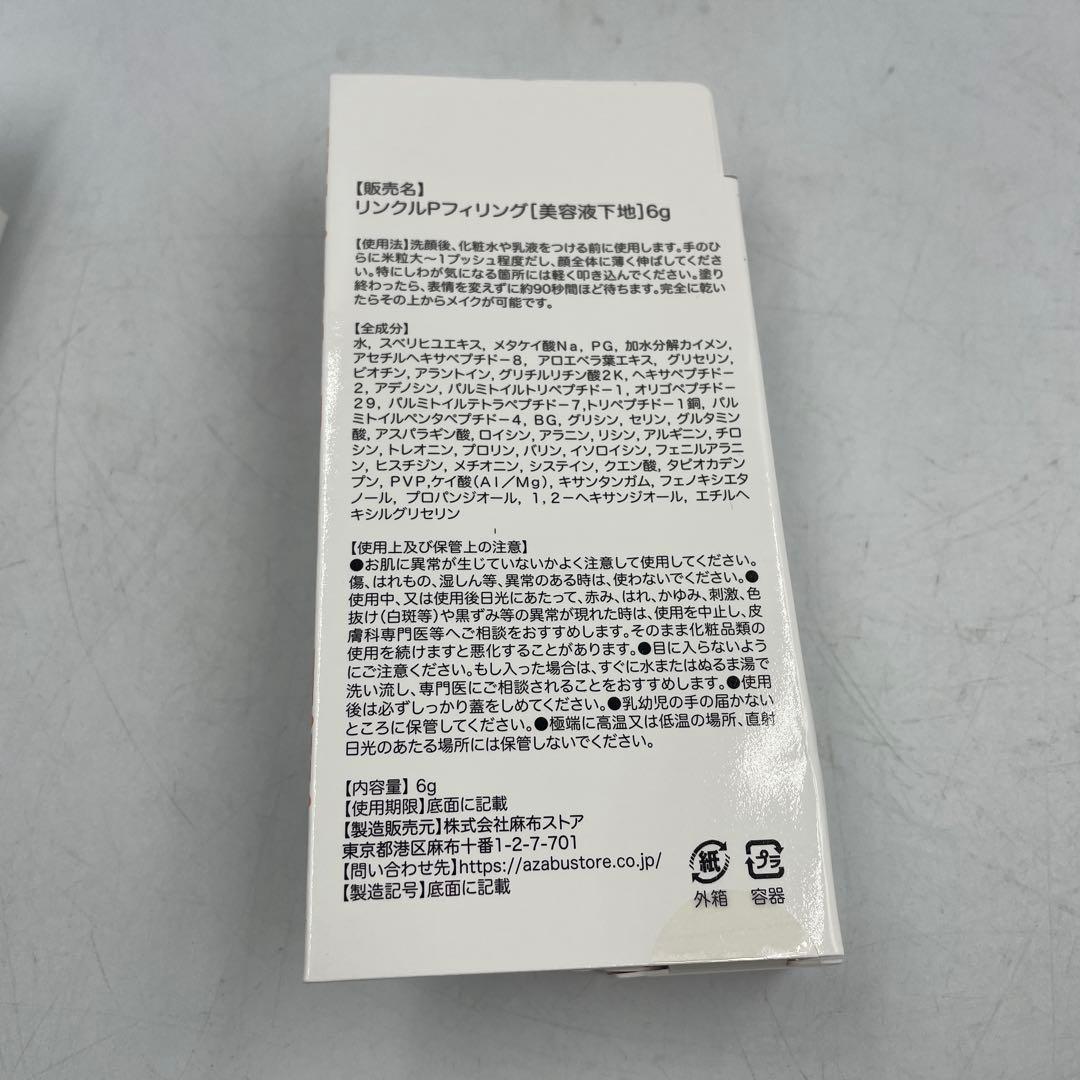 【販売名】
リンクルPフィリング[美容液下地]6g
【使用法】洗顔後、化粧水や乳液をつける前に使用します。手のひ
らに米粒大～1プッシュ程度だし、顔全体に薄く伸ばしてくださ
い。特にしわが気になる箇所には軽く叩き込んでください。塗り
終わったら、表情を変えずに約90秒間ほど待ちます。完全に乾い
たらその上からメイクが可能です。
【全成分】
水, スベリヒユエキス, メタケイ酸Na, PG, 加水分解カイメン,
アセチルヘキサペプチド－8, アロエベラ葉エキス, グリセリン,
ビオチン, アラントイン, グリチルリチン酸2K, ヘキサペプチド－
2, アデノシン, パルミトイルトリペプチド－1, オリゴペプチド－
29, パルミトイルテトラペプチド－7,トリペプチド－1銅, パル
ミトイルペンタペプチド－4, BG, グリシン, セリン, グルタミン
酸, アスパラギン酸, ロイシン, アラニン, リシン, アルギニン, チロ
シン, トレオニン, プロリン, バリン, イソロイシン, フェニルアラニ
ン, ヒスチジン, メチオニン, システイン, クエン酸, タピオカデン
プン, PVP,ケイ酸(Al／Mg), キサンタンガム, フェノキシエタ
ノール, プロパンジオール, 1,2－ヘキサンジオール, エチルヘ
キシルグリセリン
【使用上及び保管上の注意】
●お肌に異常が生じていないかよく注意して使用してください。
傷、はれもの、湿しん等、異常のある時は、使わないでください。●
使用中、又は使用後日光にあたって、赤み、はれ、かゆみ、刺激、色
抜け(白斑等)や黒ずみ等の異常が現れた時は、使用を中止し、皮
膚科専門医等へご相談をおすすめします。そのまま化粧品類の
使用を続けますと悪化することがあります。●目に入らないよう
にご注意ください。もし入った場合は、すぐに水またはぬるま湯で
洗い流し、専門医にご相談されることをおすすめします。●使用
後は必ずしっかり蓋をしめてください。●乳幼児の手の届かない
ところに保管してください。●極端に高温又は低温の場所、直射
日光のあたる場所には保管しないでください。
【内容量】 6g
【使用期限】底面に記載
【製造販売元】株式会社麻布ストア
東京都港区麻布十番1-2-7-701
【問い合わせ先】https://azabustore.co.jp/
【製造記号】底面に記載
紙 プラ
外箱 容器